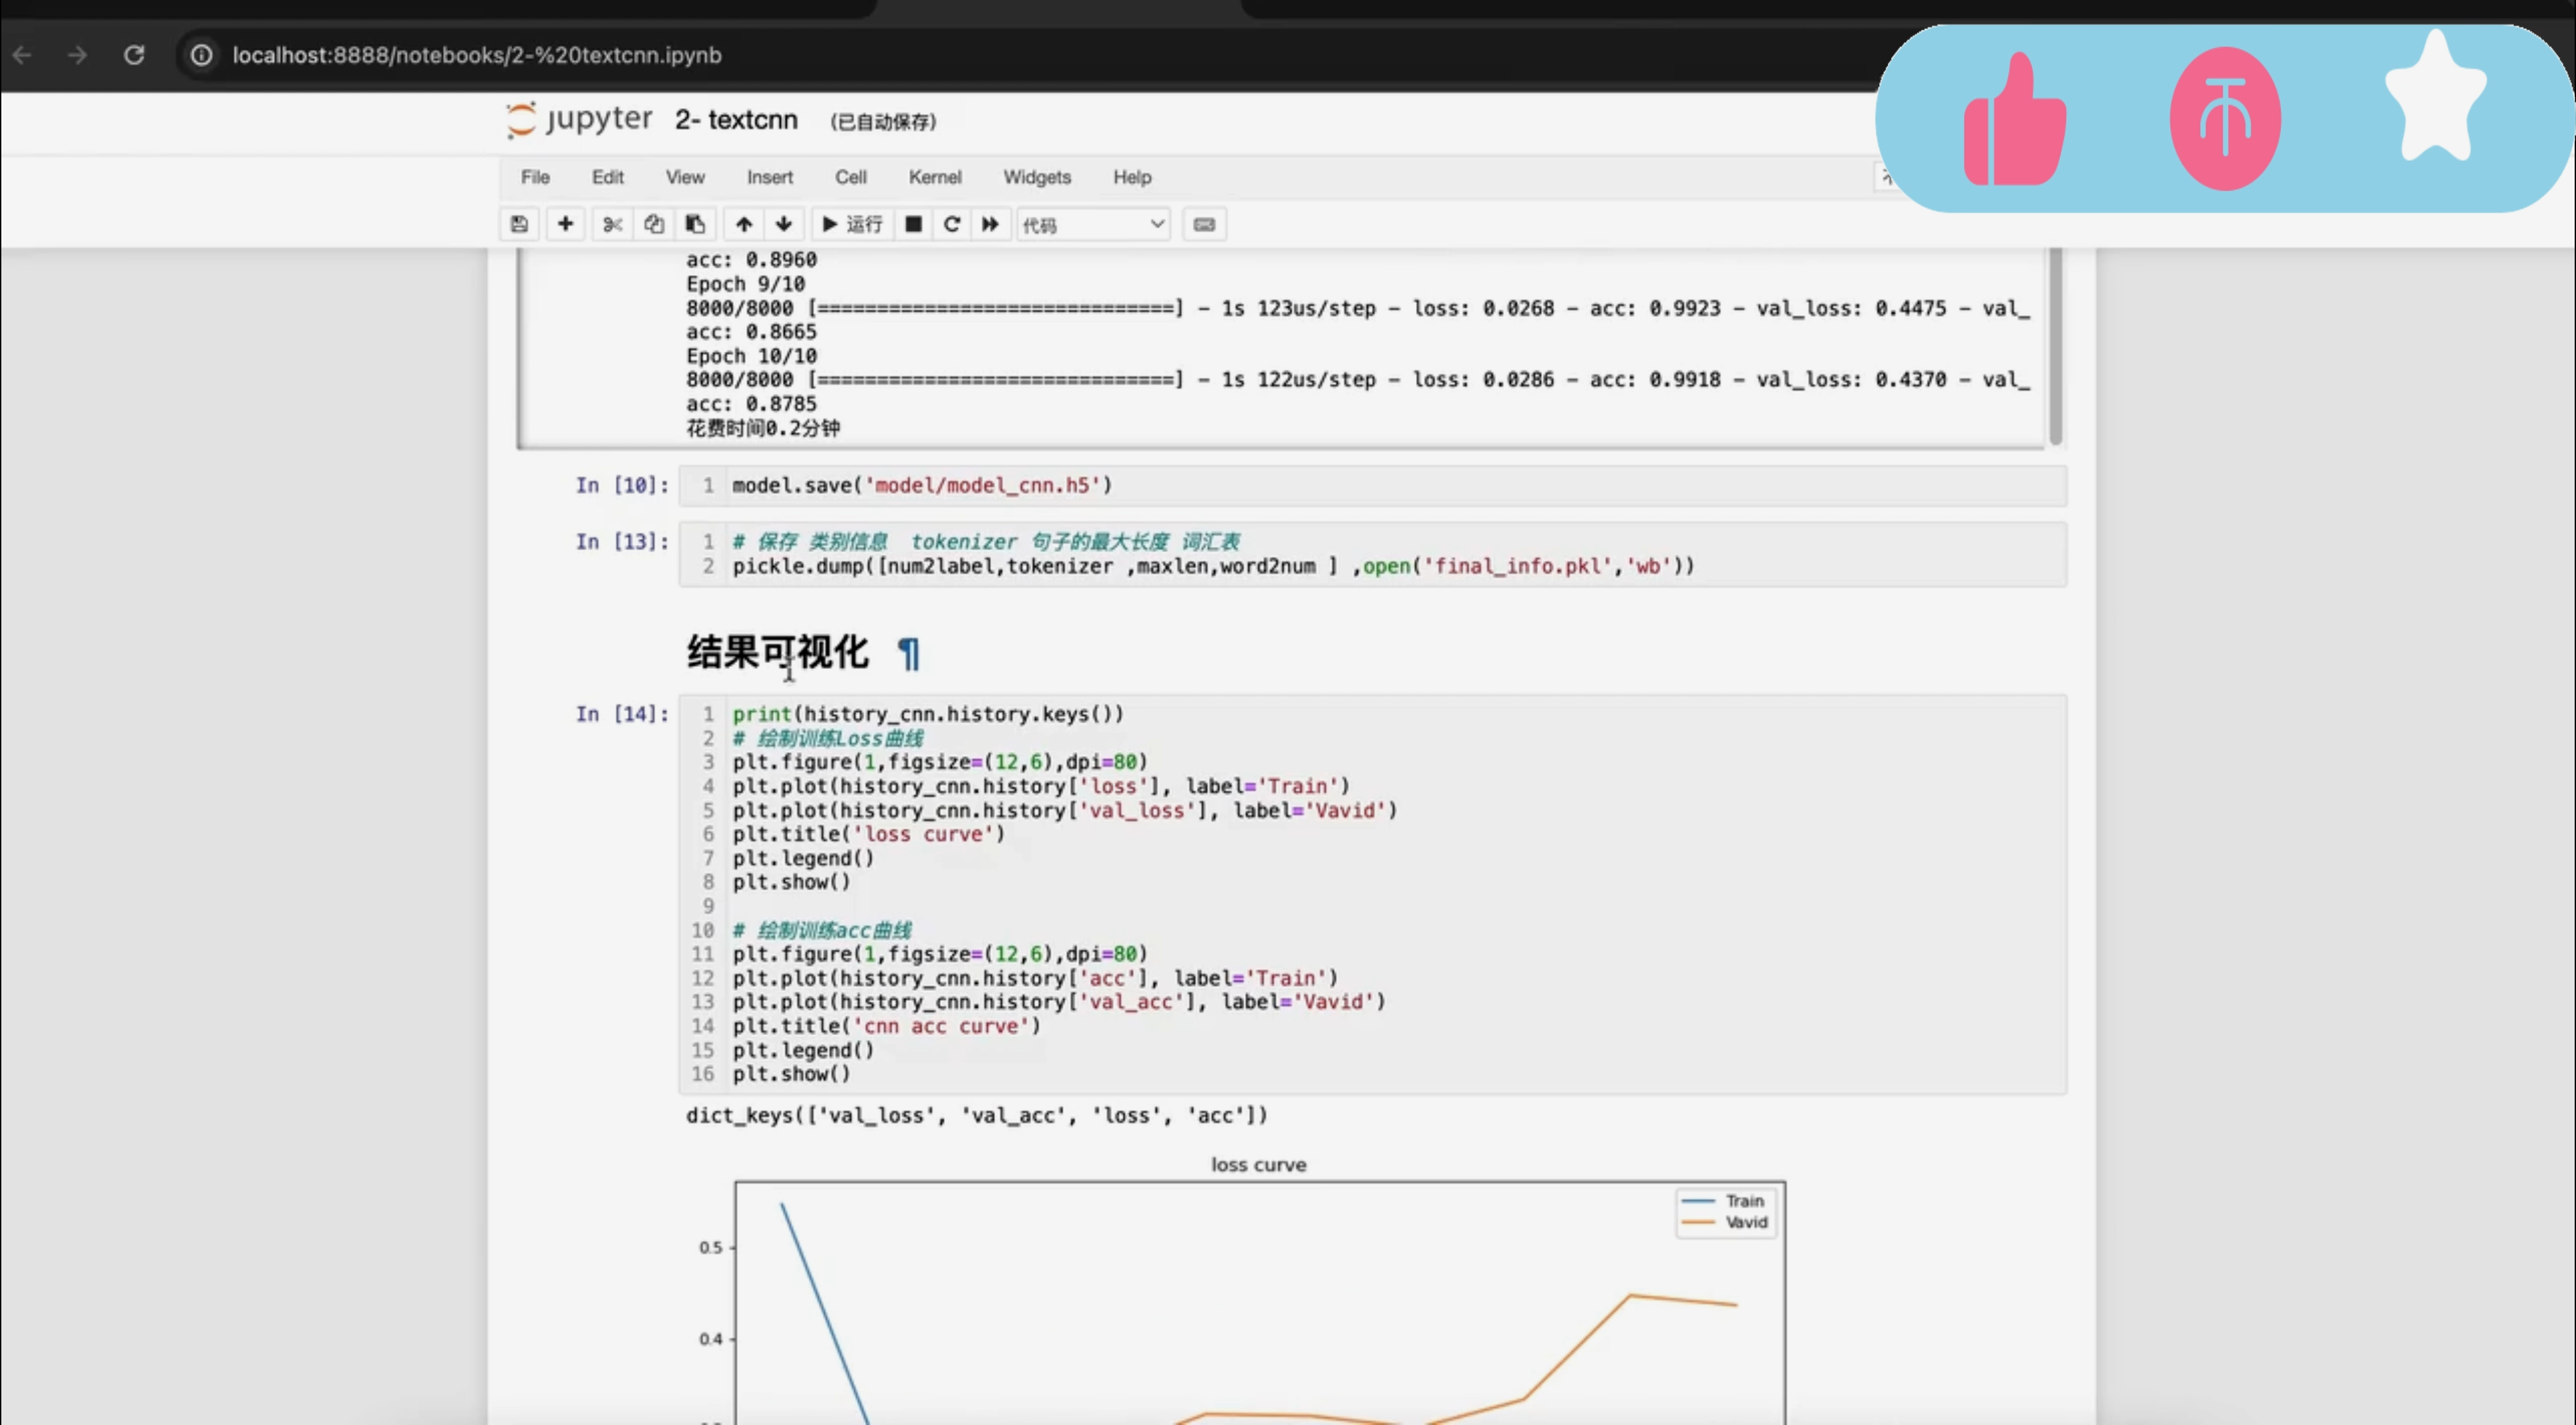 localhost:8888/notebooks/2-%20textcnn.ipynb
jupyter 2- textcnn (已自动保存)
File Edit View Insert Cell Kernel Widgets Help
运行 代码
acc: 0.8960
Epoch 9/10
8000/8000 [==============================] - 1s 123us/step - loss: 0.0268 - acc: 0.9923 - val_loss: 0.4475 - val_
acc: 0.8665
Epoch 10/10
8000/8000 [==============================] - 1s 122us/step - loss: 0.0286 - acc: 0.9918 - val_loss: 0.4370 - val_
acc: 0.8785
花费时间0.2分钟
In [10]: 1 model.save('model/model_cnn.h5')
In [13]: 1 # 保存 类别信息  tokenizer 句子的最大长度 词汇表
2 pickle.dump([num2label,tokenizer ,maxlen,word2num ] ,open('final_info.pkl','wb'))
结果可视化 ¶
In [14]: 1 print(history_cnn.history.keys())
2 # 绘制训练Loss曲线
3 plt.figure(1,figsize=(12,6),dpi=80)
4 plt.plot(history_cnn.history['loss'], label='Train')
5 plt.plot(history_cnn.history['val_loss'], label='Vavid')
6 plt.title('loss curve')
7 plt.legend()
8 plt.show()
9
10 # 绘制训练acc曲线
11 plt.figure(1,figsize=(12,6),dpi=80)
12 plt.plot(history_cnn.history['acc'], label='Train')
13 plt.plot(history_cnn.history['val_acc'], label='Vavid')
14 plt.title('cnn acc curve')
15 plt.legend()
16 plt.show()
dict_keys(['val_loss', 'val_acc', 'loss', 'acc'])
loss curve
Train
Vavid
0.5
0.4